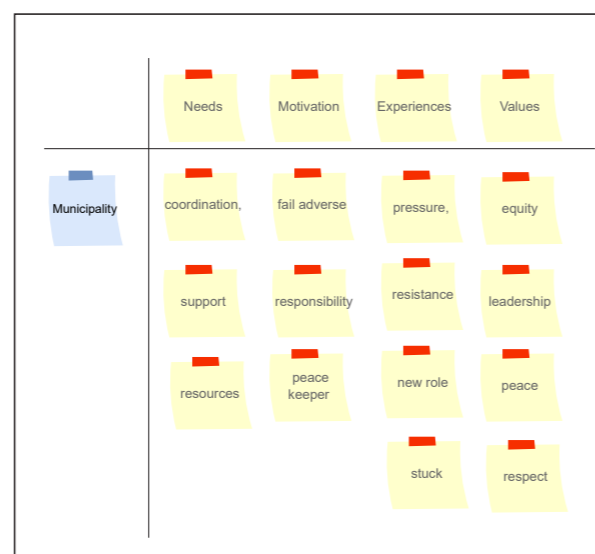 Needs
Motivation
Experiences
Values
Municipality
coordination,
fail adverse
pressure,
equity
support
responsibility
resistance
leadership
resources
peace
keeper
new role
peace
stuck
respect